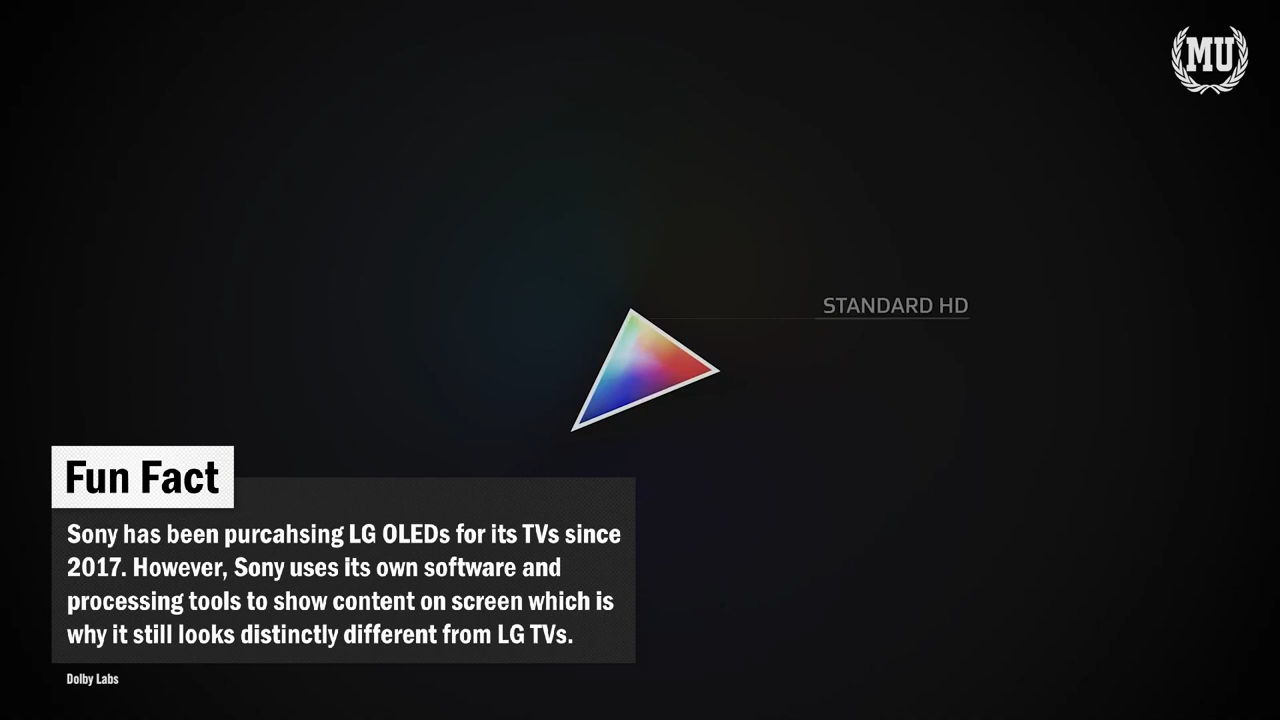 MU
STANDARD HD
Fun Fact
Sony has been purcahsing LG OLEDs for its TVs since
2017. However, Sony uses its own software and
processing tools to show content on screen which is
why it still looks distinctly different from LG TVs.
Dolby Labs